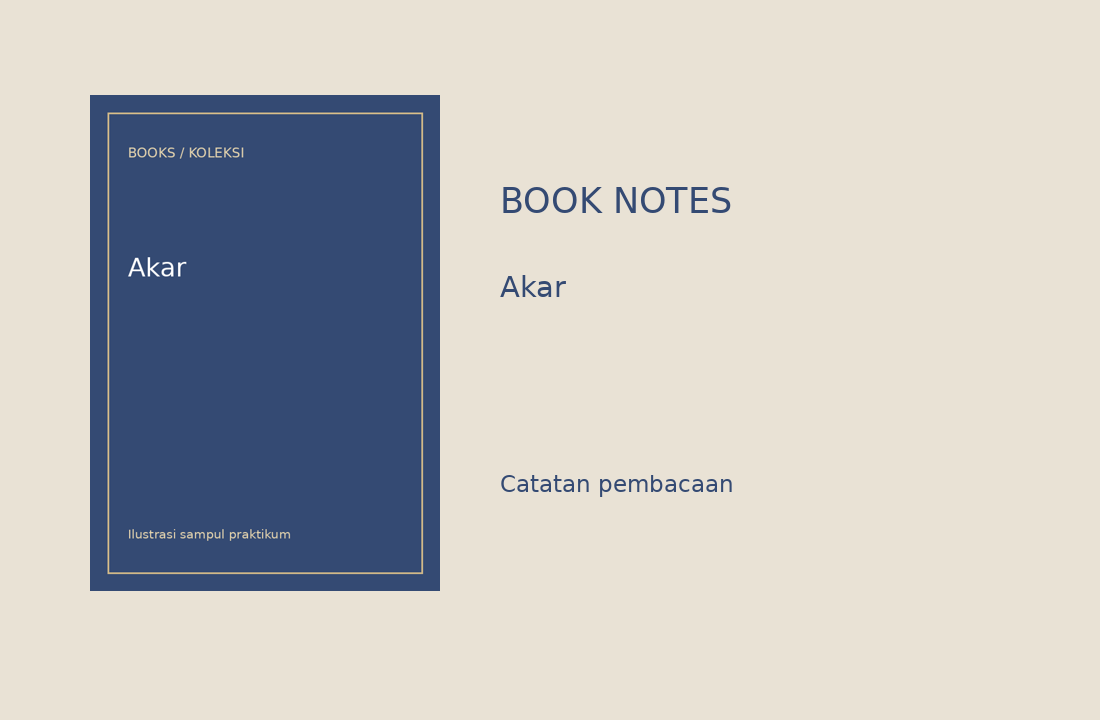 BOOKS / KOLEKSI
Akar
Ilustrasi sampul praktikum
BOOK NOTES
Akar
Catatan pembacaan